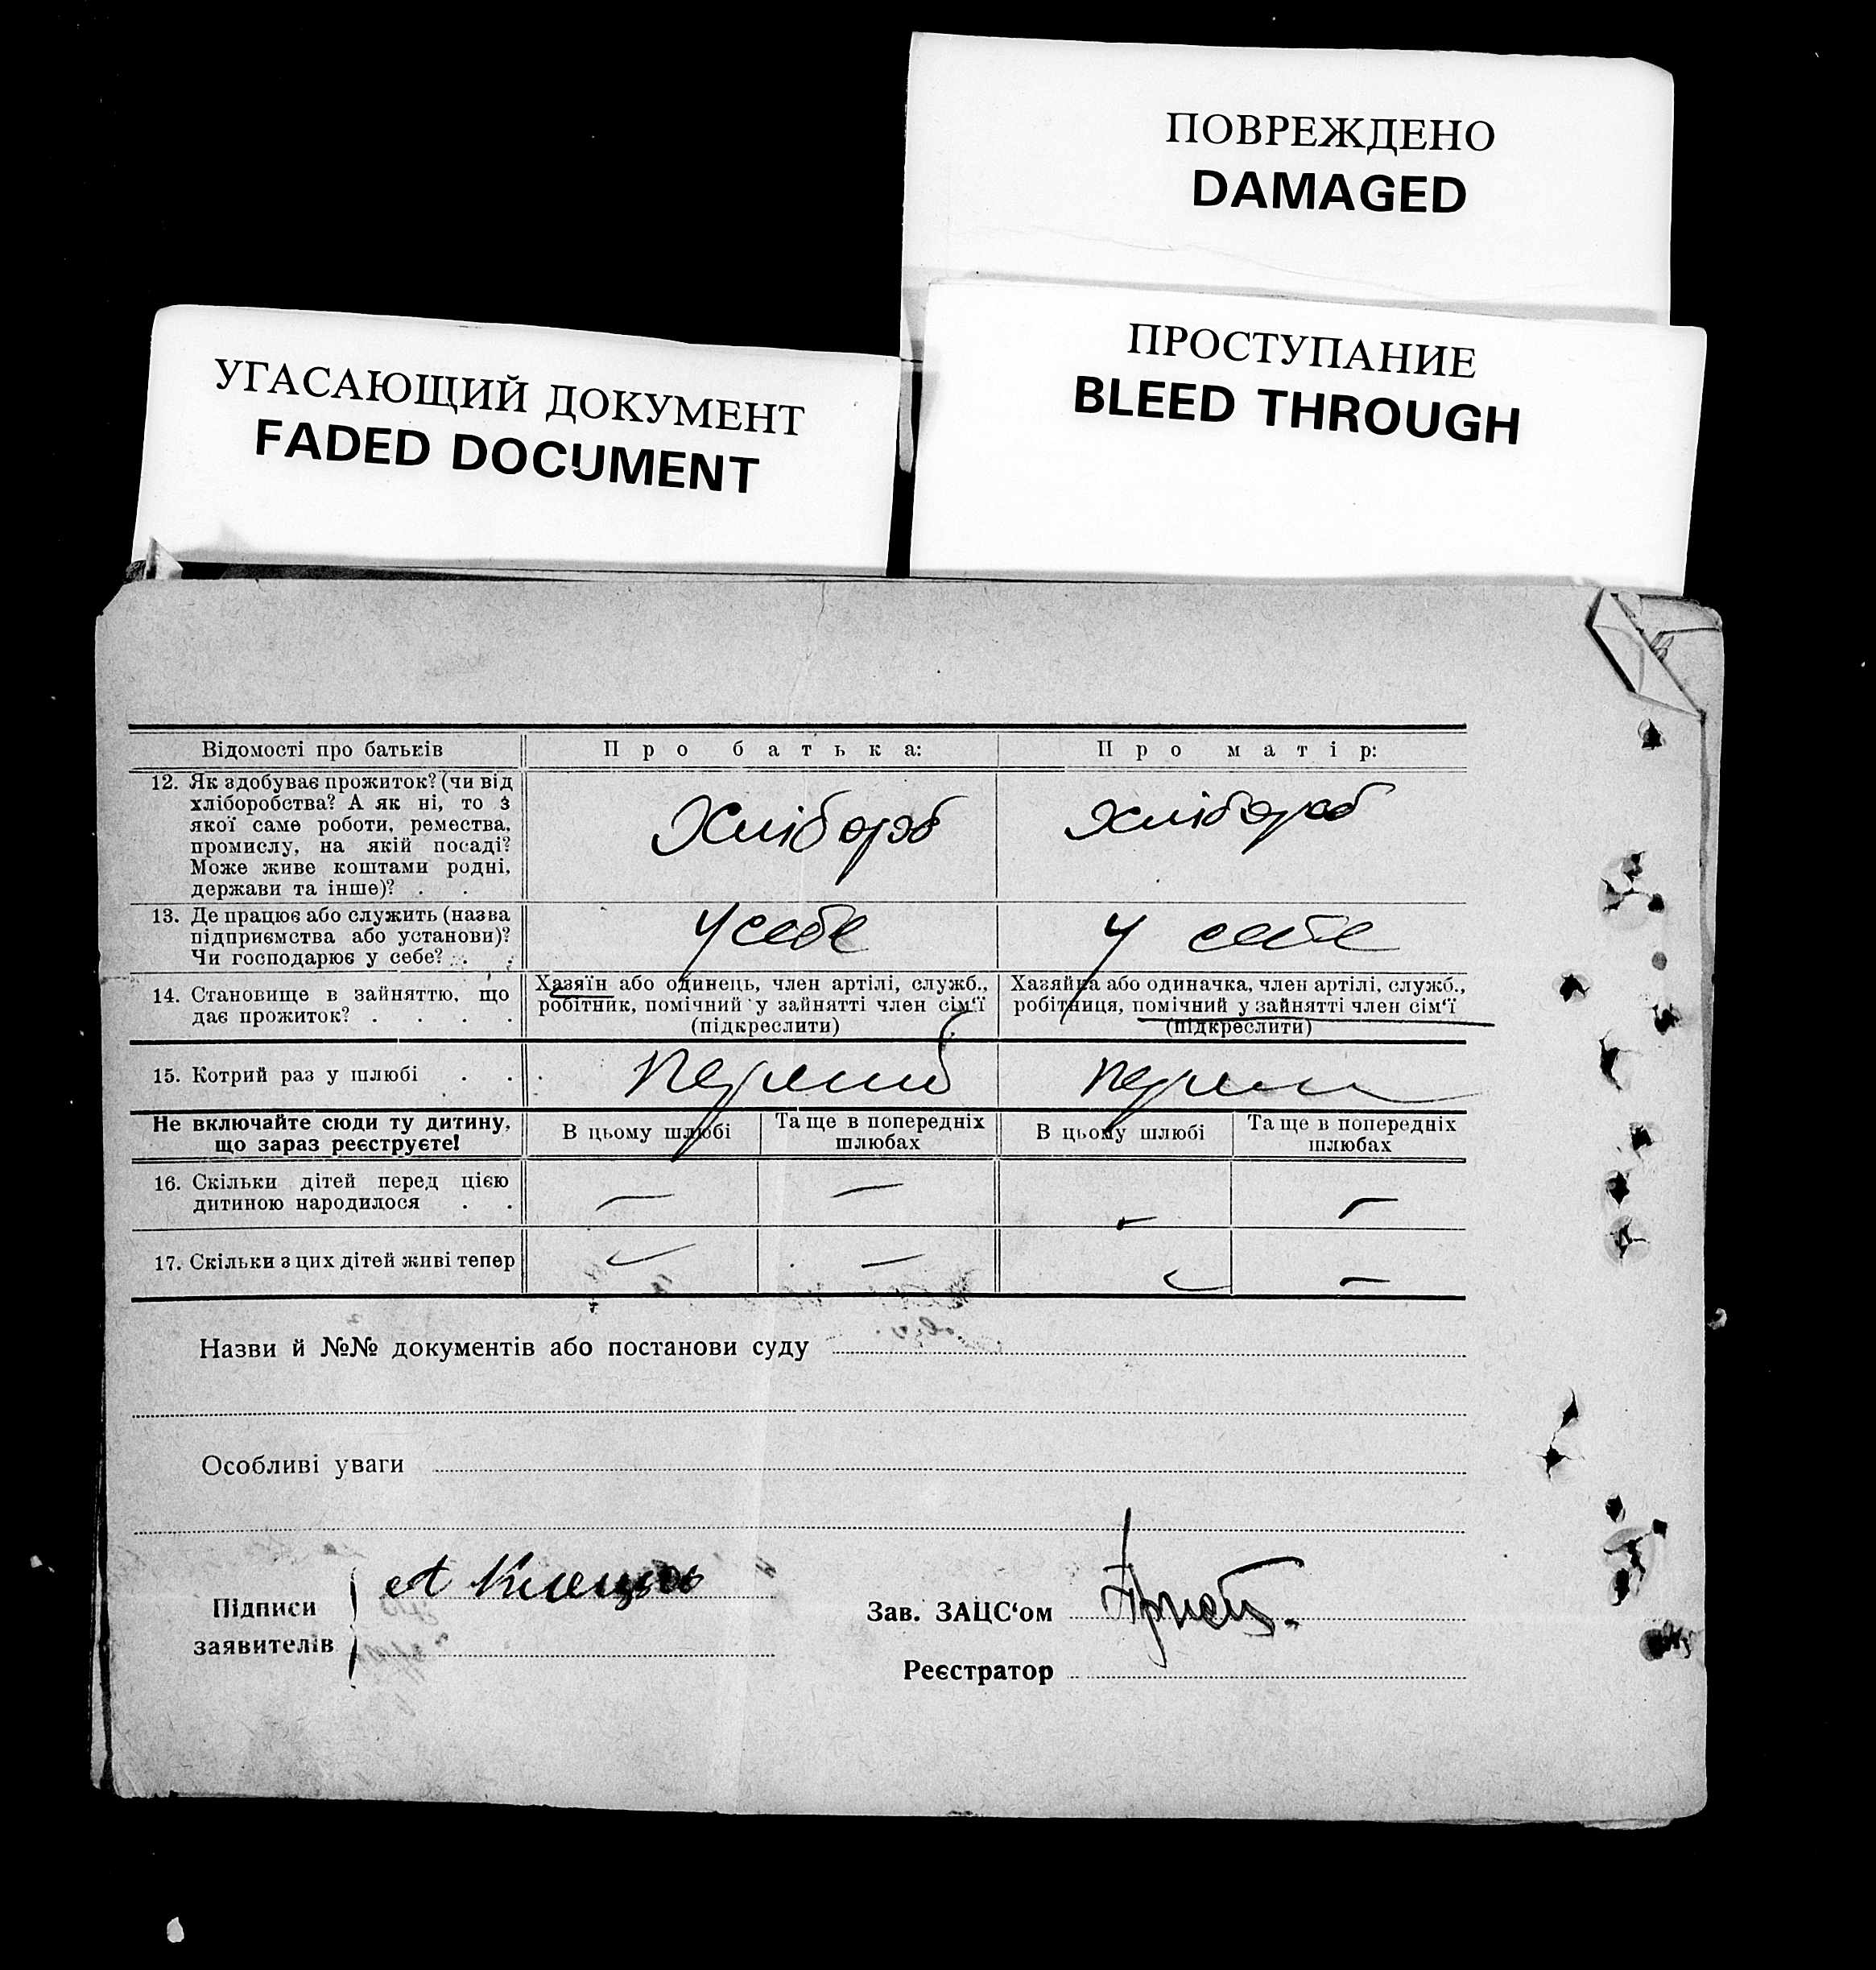 ПОВРЕЖДЕНО
DAMAGED
ПРОСТУПАНИЕ
BLEED THROUGH
УГАСАЮЩИЙ ДОКУМЕНТ
FADED DOCUMENT
Відомості про батьків
Про батька:
Про матір:
12. Як здобуває прожиток? (чи від
хліборобства? А як ні, то з
якої саме роботи, ремества,
промислу, на якій посаді?
Може живе коштами родні,
держави та інше)? . .
Хлібороб
Хлібороб
13. Де працює або служить (назва
підприємства або установи)?
Чи господарює у себе? . .
У себе
У себе
14. Становище в зайняттю, що
дає прожиток? . . . .
Хазяїн або одинець, член артілі, служб.,
робітник, помічний у зайнятті член сім‘ї
(підкреслити)
Хазяйка або одиначка, член артілі, служб.,
робітниця, помічний у зайнятті член сім‘ї
(підкреслити)
15. Котрий раз у шлюбі . . .
Перший
Перший
Не включайте сюди ту дитину,
що зараз реєструєте!
В цьому шлюбі
Та ще в попередніх
шлюбах
В цьому шлюбі
Та ще в попередніх
шлюбах
16. Скільки дітей перед цією
дитиною народилося . .
— — — —
17. Скільки з цих дітей живі тепер
— — — —
Назви й №№ документів або постанови суду
Особливі уваги
Підписи
заявителів
А
Зав. ЗАЦС‘ом
Реєстратор